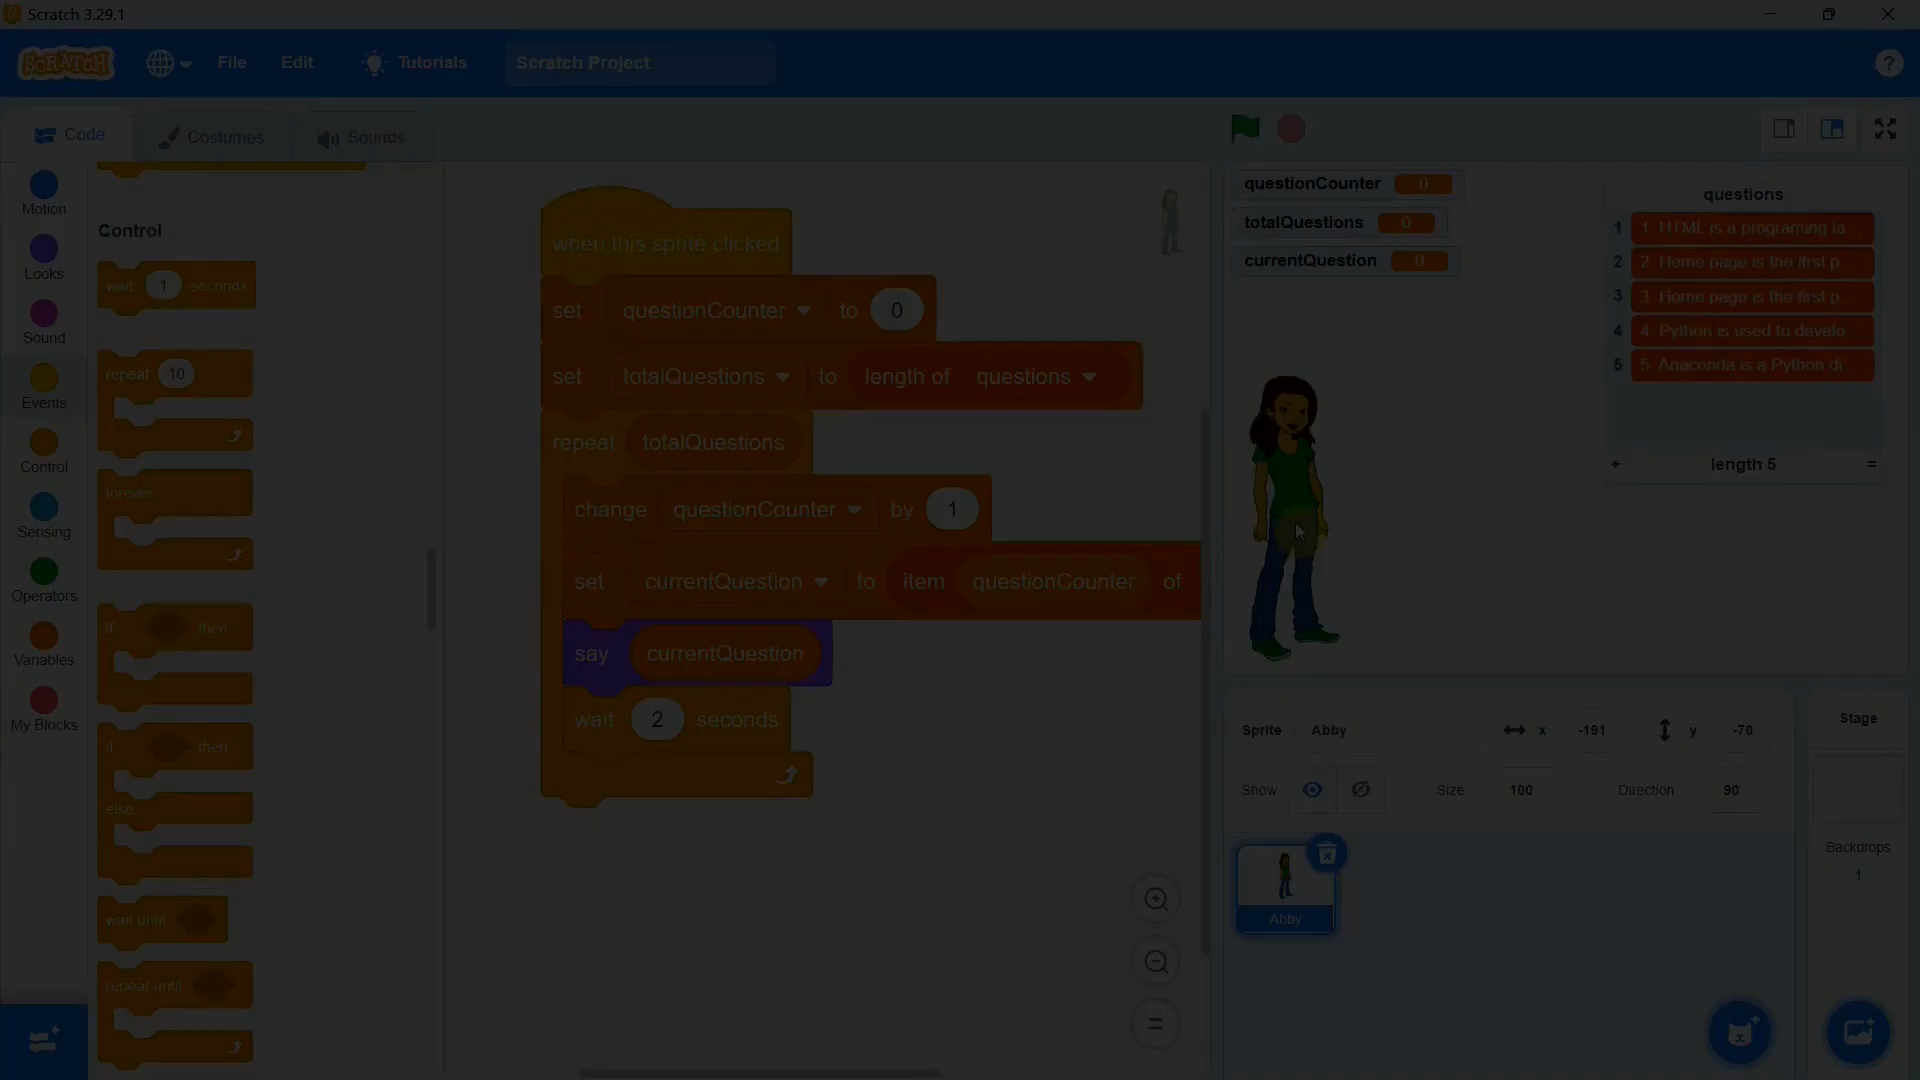 Scratch 3.29.1
SCRATCH
File
Edit
Tutorials
Scratch Project
?
Code
Costumes
Sounds
Motion
Looks
Sound
Events
Control
Sensing
Operators
Variables
My Blocks
Control
wait 1 seconds
repeat 10
forever
if then
if then
else
wait until
repeat until
when this sprite clicked
set questionCounter to 0
set totalQuestions to length of questions
repeat totalQuestions
change questionCounter by 1
set currentQuestion to item questionCounter of
say currentQuestion
wait 2 seconds
questionCounter 0
totalQuestions 0
currentQuestion 0
questions
1 1 HTML is a programing la
2 2 Home page is the ifrst p
3 3 Home page is the first p
4 4 Python is used to develo
5 5 Anaconda is a Python di
+ length 5 =
Sprite Abby x -191 y -70
Show Size 100 Direction 90
Abby
Stage
Backdrops
1